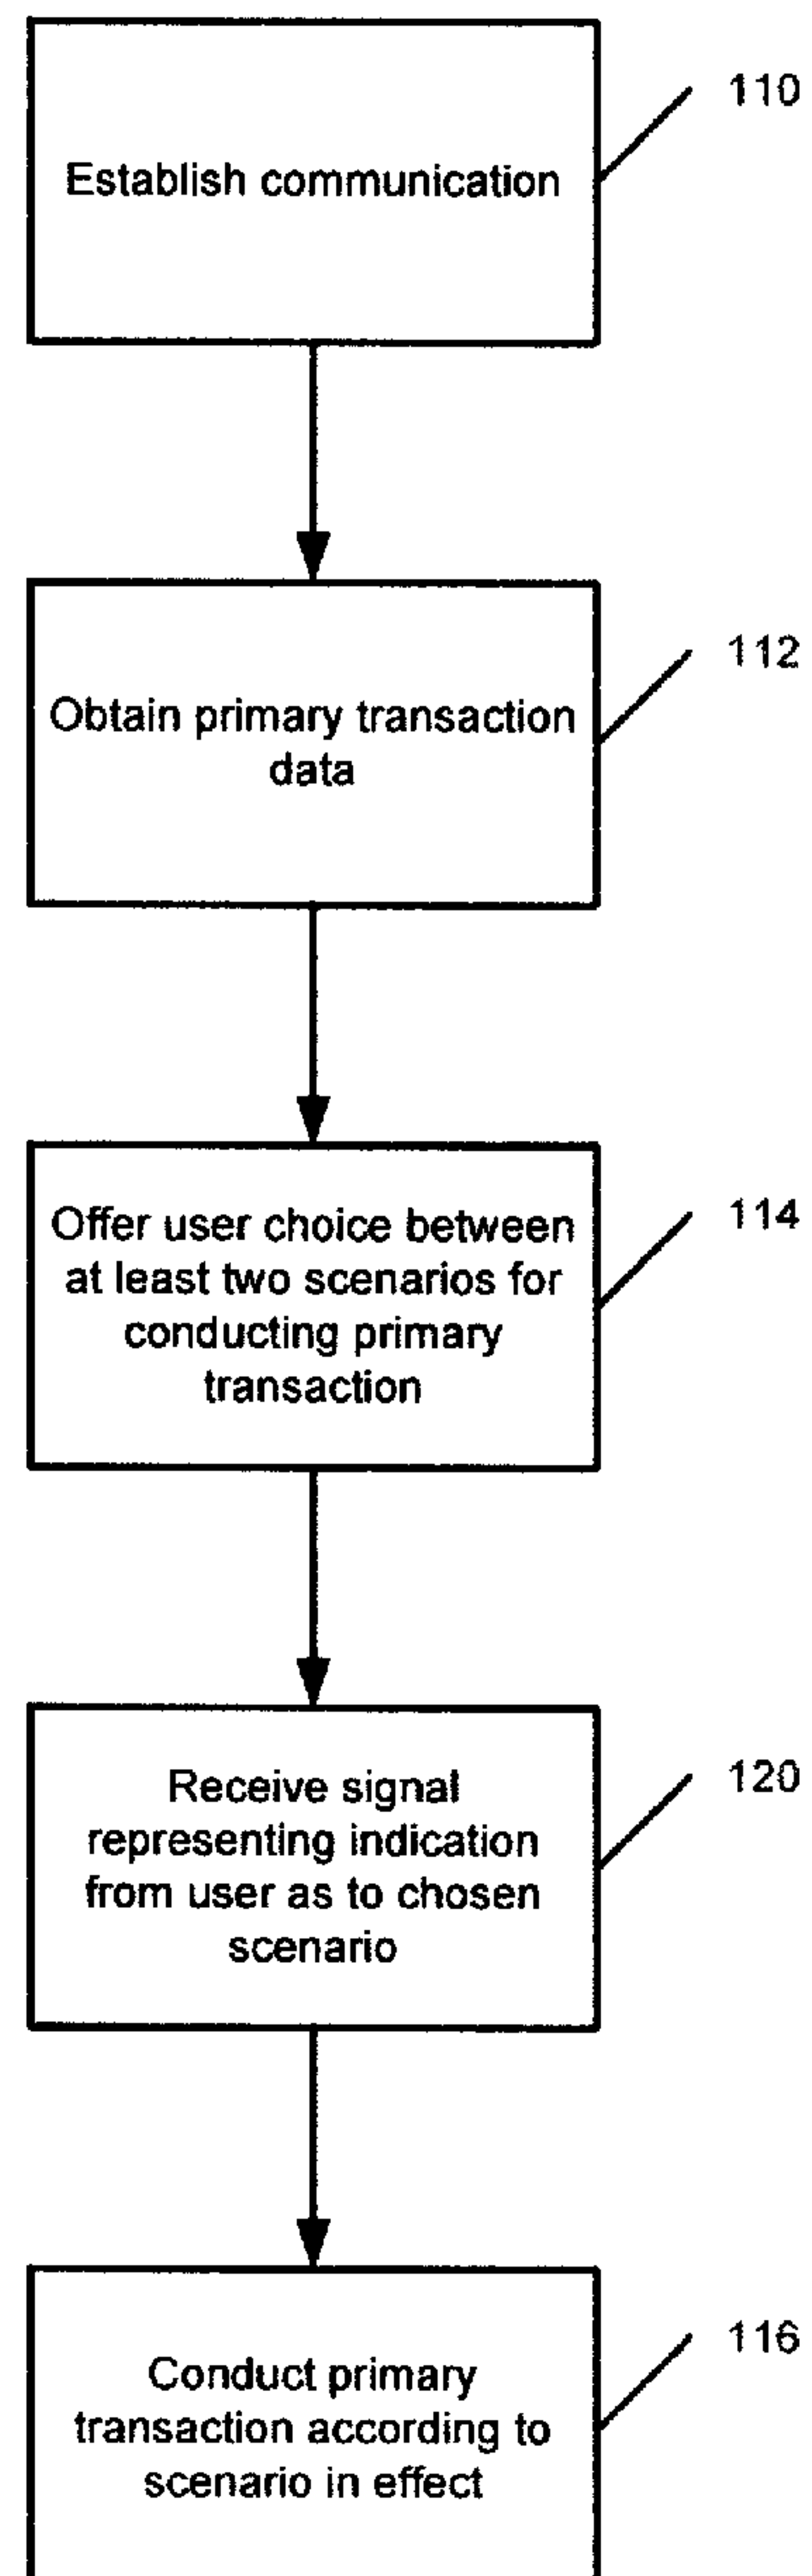 110
Establish communication
112
Obtain primary transaction
data
114
Offer user choice between
at least two scenarios for
conducting primary
transaction
120
Receive signal
representing indication
from user as to chosen
scenario
116
Conduct primary
transaction according to
scenario in effect